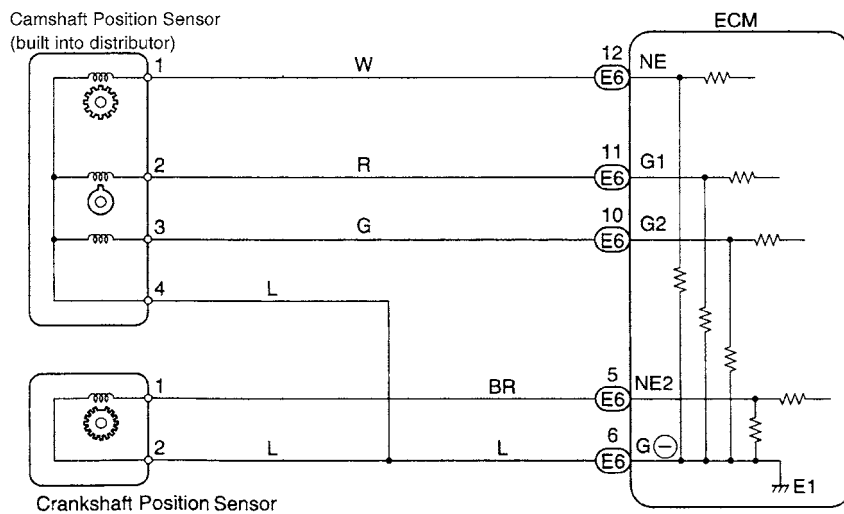 Camshaft Position Sensor
(built into distributor)
ECM
1
W
12
E6
NE
2
R
11
E6
G1
3
G
10
E6
G2
4
L
1
BR
5
E6
NE2
2
L
L
6
E6
G
E1
Crankshaft Position Sensor